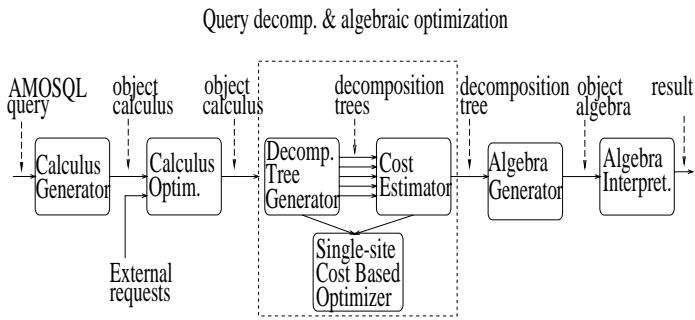 Query decomp. & algebraic optimization
AMOSQL
query
object
calculus
object
calculus
decomposition
trees
decomposition
tree
object
algebra
result
Calculus
Generator
Calculus
Optim.
Decomp.
Tree
Generator
Cost
Estimator
Algebra
Generator
Algebra
Interpret.
External
requests
Single-site
Cost Based
Optimizer